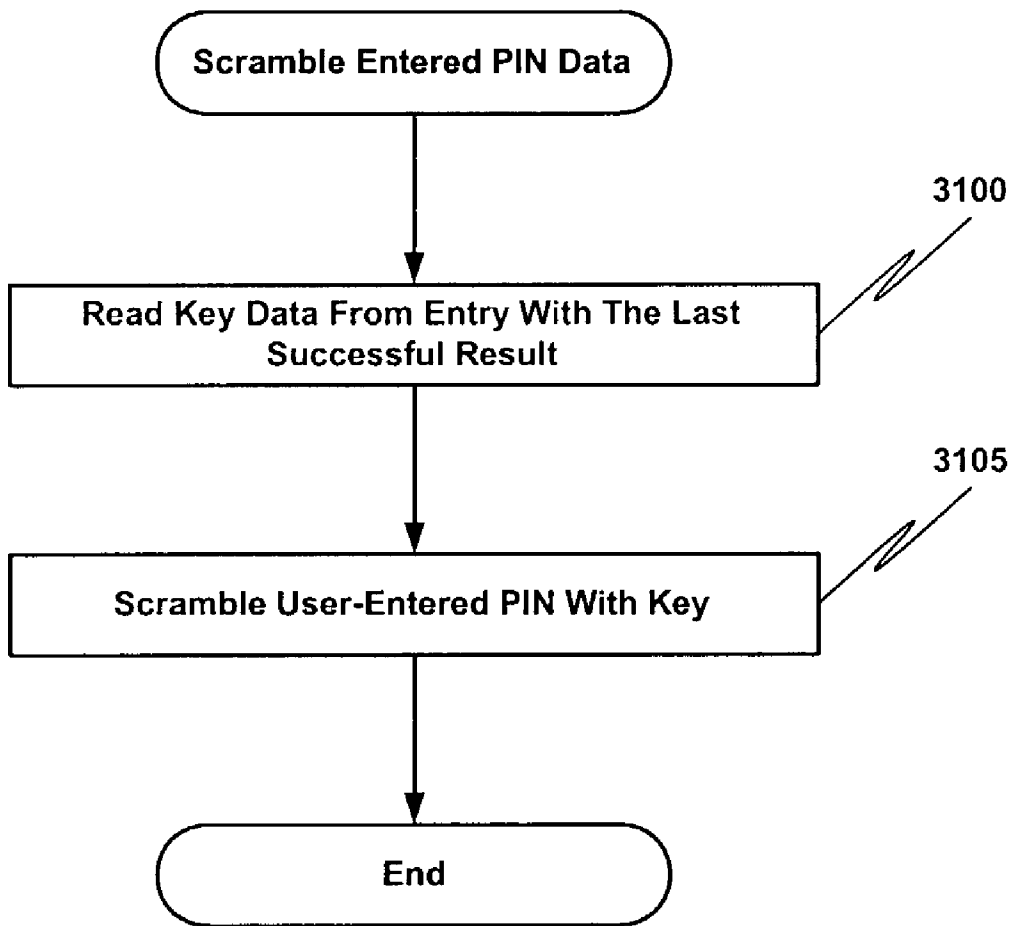 Scramble Entered PIN Data
3100
Read Key Data From Entry With The Last
Successful Result
3105
Scramble User-Entered PIN With Key
End